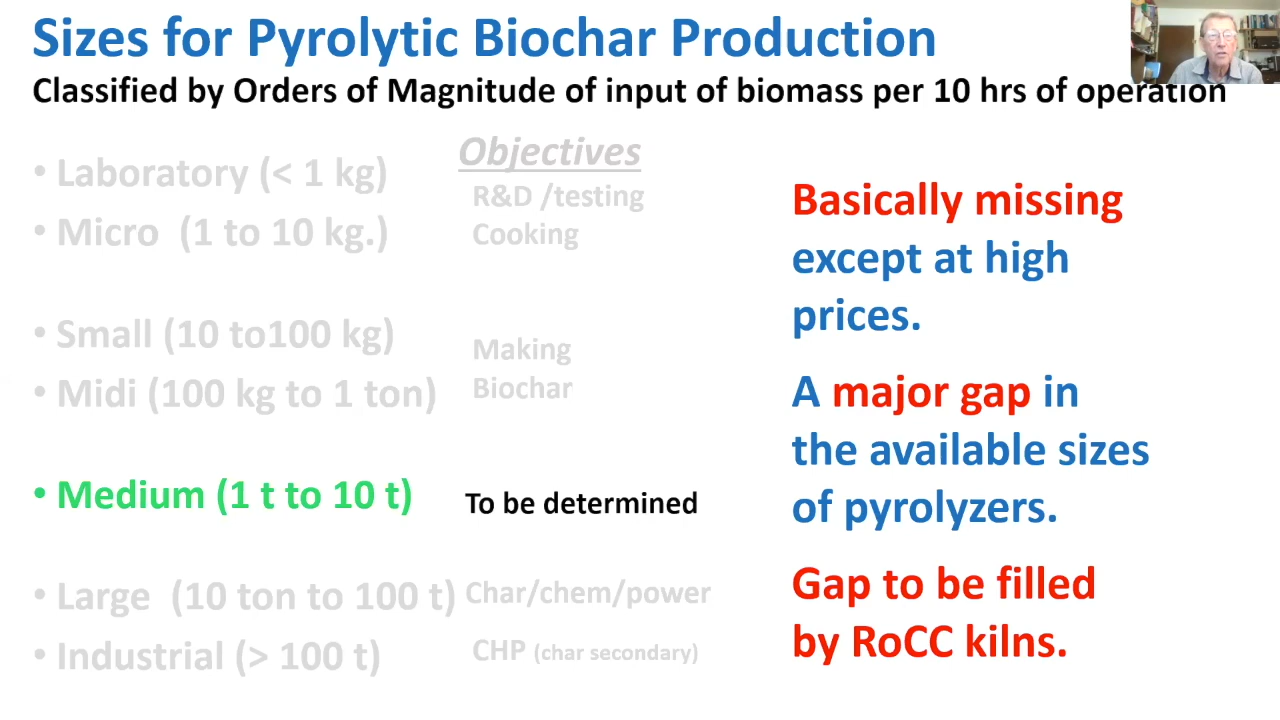 Sizes for Pyrolytic Biochar Production
Classified by Orders of Magnitude of input of biomass per 10 hrs of operation
Objectives
• Laboratory (< 1 kg)
R&D /testing
• Micro (1 to 10 kg.)
Cooking
• Small (10 to100 kg)
Making
• Midi (100 kg to 1 ton)
Biochar
• Medium (1 t to 10 t)
To be determined
• Large (10 ton to 100 t)
Char/chem/power
• Industrial (> 100 t)
CHP (char secondary)
Basically missing
except at high
prices.
A major gap in
the available sizes
of pyrolyzers.
Gap to be filled
by RoCC kilns.